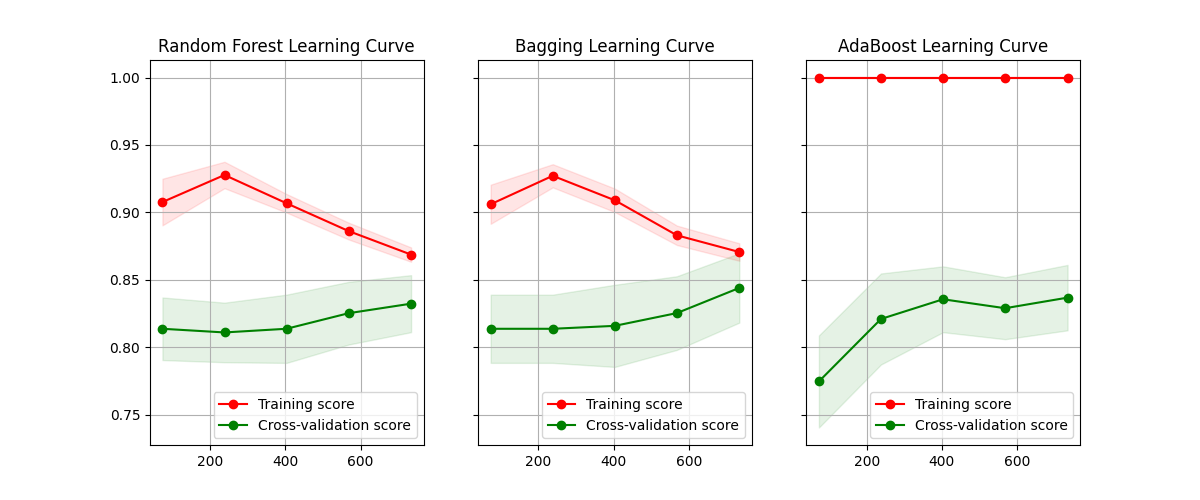 Random Forest Learning Curve
Bagging Learning Curve
AdaBoost Learning Curve
1.00
0.95
0.90
0.85
0.80
0.75
Training score
Cross-validation score
Training score
Cross-validation score
Training score
Cross-validation score
200 400 600
200 400 600
200 400 600